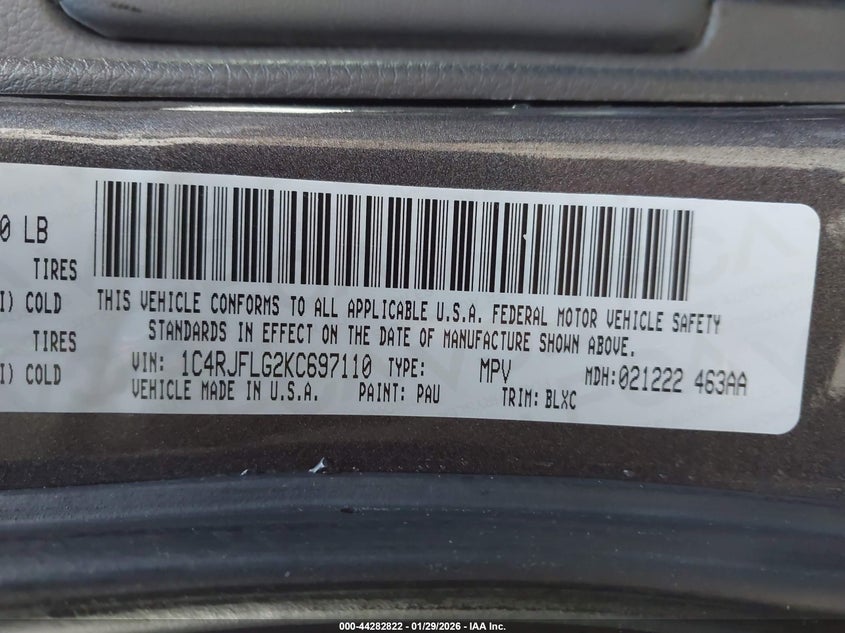 0 LB
TIRES
I) COLD
TIRES
I) COLD
THIS VEHICLE CONFORMS TO ALL APPLICABLE U.S.A. FEDERAL MOTOR VEHICLE SAFETY
STANDARDS IN EFFECT ON THE DATE OF MANUFACTURE SHOWN ABOVE.
VIN: 1C4RJFLG2KC697110 TYPE: MPV MDH:021222 463AA
VEHICLE MADE IN U.S.A. PAINT: PAU TRIM: BLXC
000-44282822 - 01/29/2026 - IAA Inc.